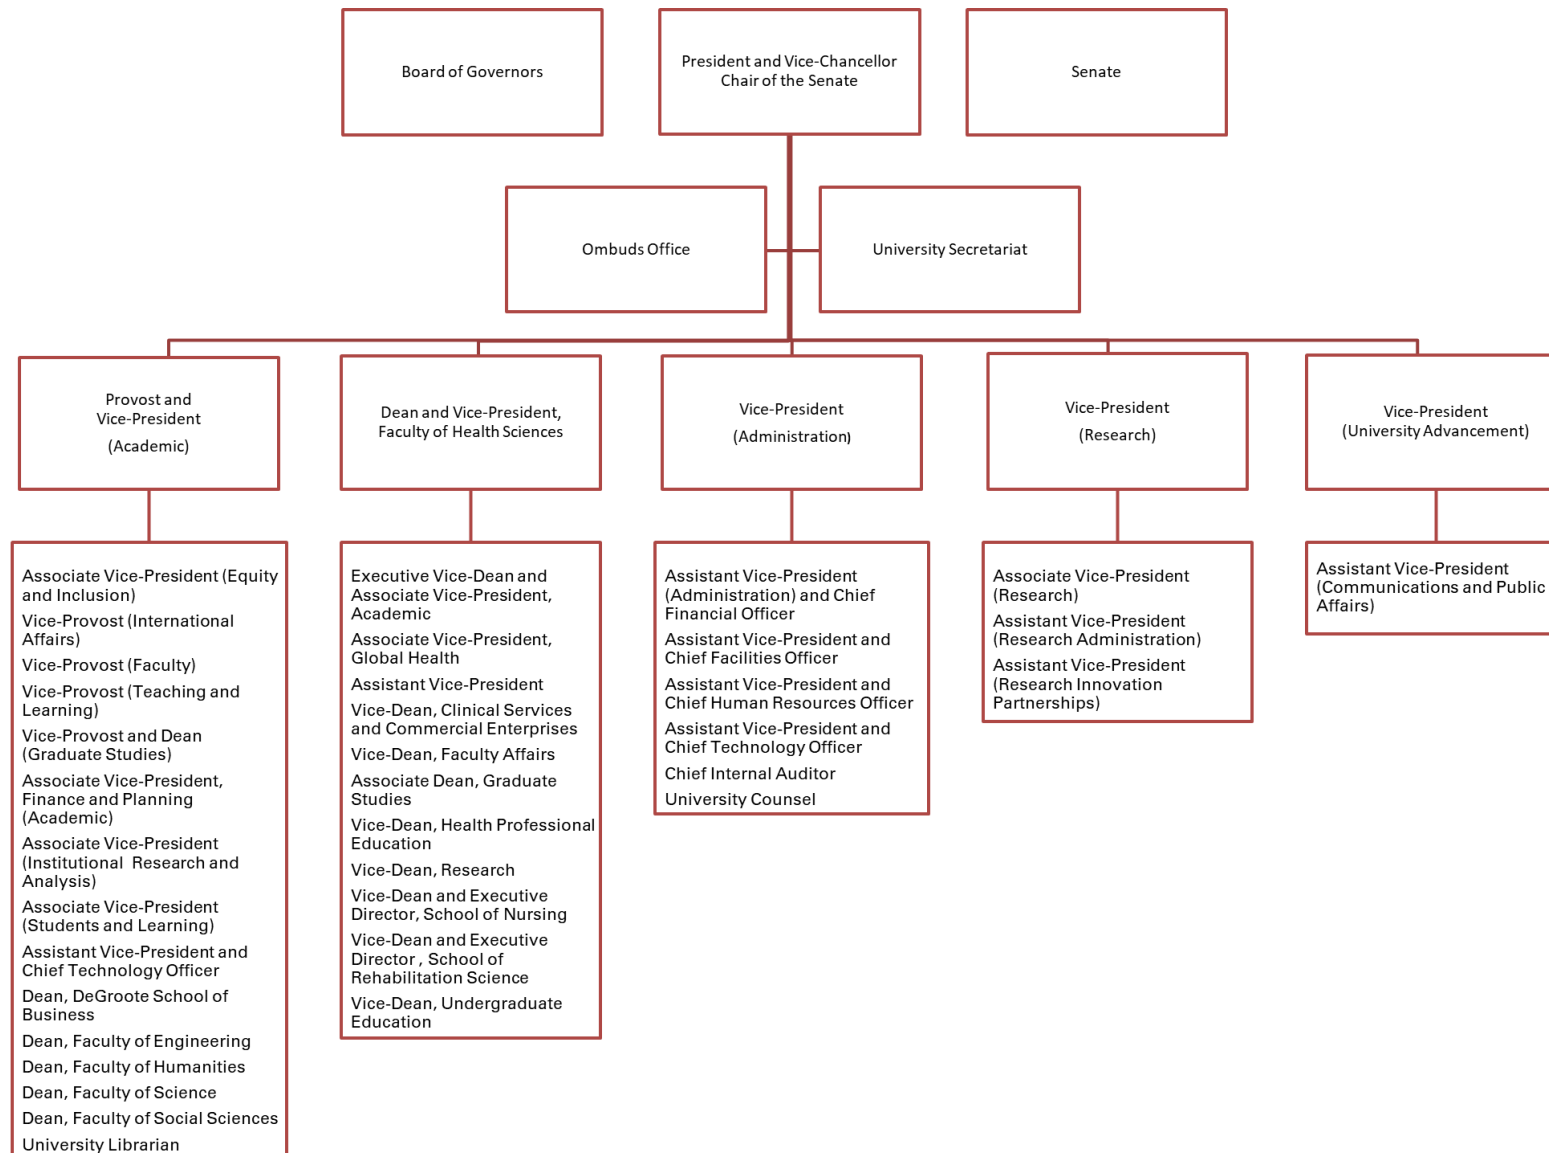 Board of Governors
President and Vice-Chancellor
Chair of the Senate
Senate
Ombuds Office
University Secretariat
Provost and
Vice-President
(Academic)
Dean and Vice-President,
Faculty of Health Sciences
Vice-President
(Administration)
Vice-President
(Research)
Vice-President
(University Advancement)
Associate Vice-President (Equity
and Inclusion)
Vice-Provost (International
Affairs)
Vice-Provost (Faculty)
Vice-Provost (Teaching and
Learning)
Vice-Provost and Dean
(Graduate Studies)
Associate Vice-President,
Finance and Planning
(Academic)
Associate Vice-President
(Institutional Research and
Analysis)
Associate Vice-President
(Students and Learning)
Assistant Vice-President and
Chief Technology Officer
Dean, DeGroote School of
Business
Dean, Faculty of Engineering
Dean, Faculty of Humanities
Dean, Faculty of Science
Dean, Faculty of Social Sciences
University Librarian
Executive Vice-Dean and
Associate Vice-President,
Academic
Associate Vice-President,
Global Health
Assistant Vice-President
Vice-Dean, Clinical Services
and Commercial Enterprises
Vice-Dean, Faculty Affairs
Associate Dean, Graduate
Studies
Vice-Dean, Health Professional
Education
Vice-Dean, Research
Vice-Dean and Executive
Director, School of Nursing
Vice-Dean and Executive
Director , School of
Rehabilitation Science
Vice-Dean, Undergraduate
Education
Assistant Vice-President
(Administration) and Chief
Financial Officer
Assistant Vice-President and
Chief Facilities Officer
Assistant Vice-President and
Chief Human Resources Officer
Assistant Vice-President and
Chief Technology Officer
Chief Internal Auditor
University Counsel
Associate Vice-President
(Research)
Assistant Vice-President
(Research Administration)
Assistant Vice-President
(Research Innovation
Partnerships)
Assistant Vice-President
(Communications and Public
Affairs)